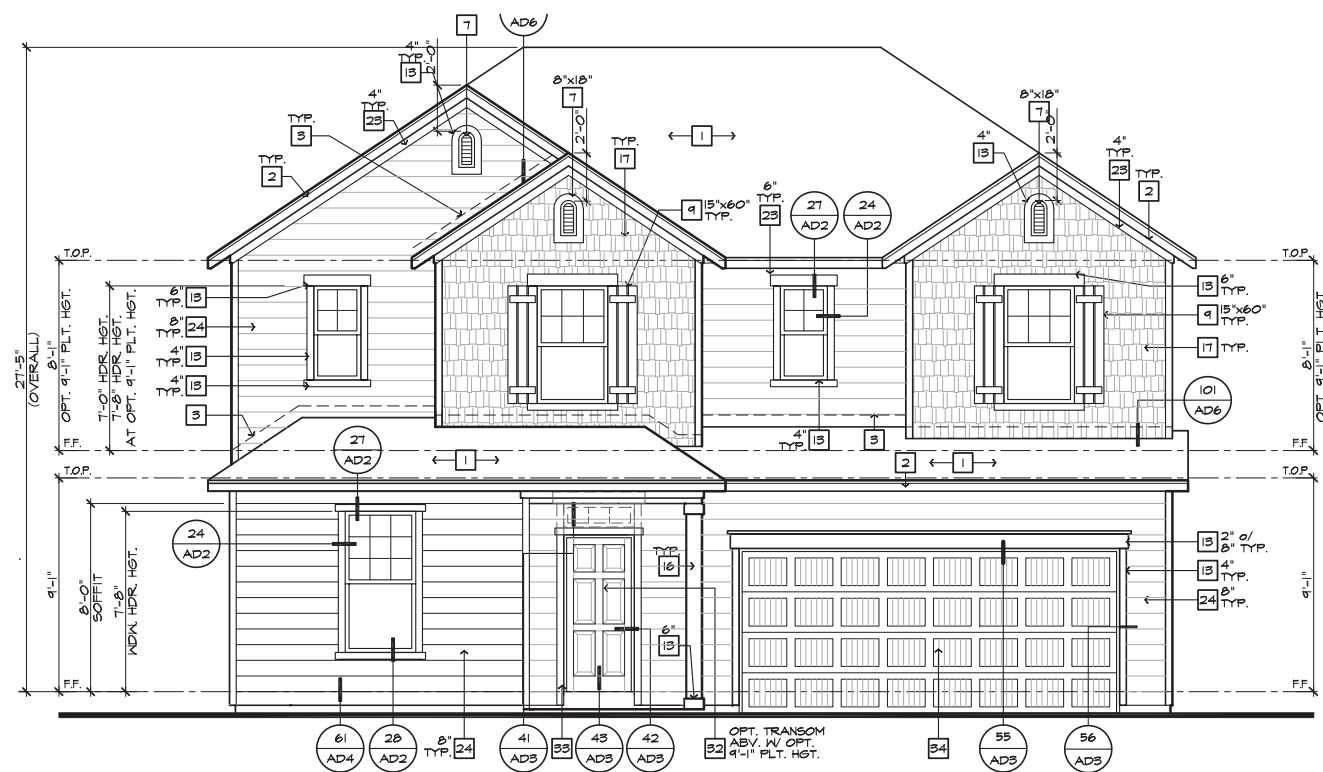 7
AD6
4"
TYP.
13
2'-0"
8"x18"
7
8"x18"
7
4"
TYP.
23
TYP.
3
2'-0"
1
TYP.
17
4"
13
2'-0"
4"
TYP.
23
TYP.
2
TYP.
2
6"
TYP.
23
27
AD2
24
AD2
9 15"x60"
TYP.
T.O.P.
T.O.P.
6"
TYP. 13
8"
TYP. 24
4"
TYP. 13
4"
TYP. 13
3
13 6"
TYP.
9 15"x60"
TYP.
17 TYP.
101
AD6
27'-5"
(OVERALL)
8'-1"
OPT. 9'-1" PLT. HGT.
7'-0" HDR. HGT.
7'-8" HDR. HGT.
AT OPT. 9'-1" PLT. HGT.
8'-1"
OPT. 9'-1" PLT. HGT.
F.F.
F.F.
27
AD2
4"
TYP. 13
3
1
2
1
T.O.P.
T.O.P.
24
AD2
9'-1"
8'-0"
SOFFIT
7'-8"
WDW. HDR. HGT.
TYP.
16
6"
13
13 2" O/
8" TYP.
13 4"
TYP.
24 8"
TYP.
9'-1"
F.F.
F.F.
61
AD4
28
AD2
8"
TYP. 24
41
AD3
33
43
AD3
42
AD3
32 OPT. TRANSOM
ABV. W/ OPT.
9'-1" PLT. HGT.
34
55
AD3
56
AD3